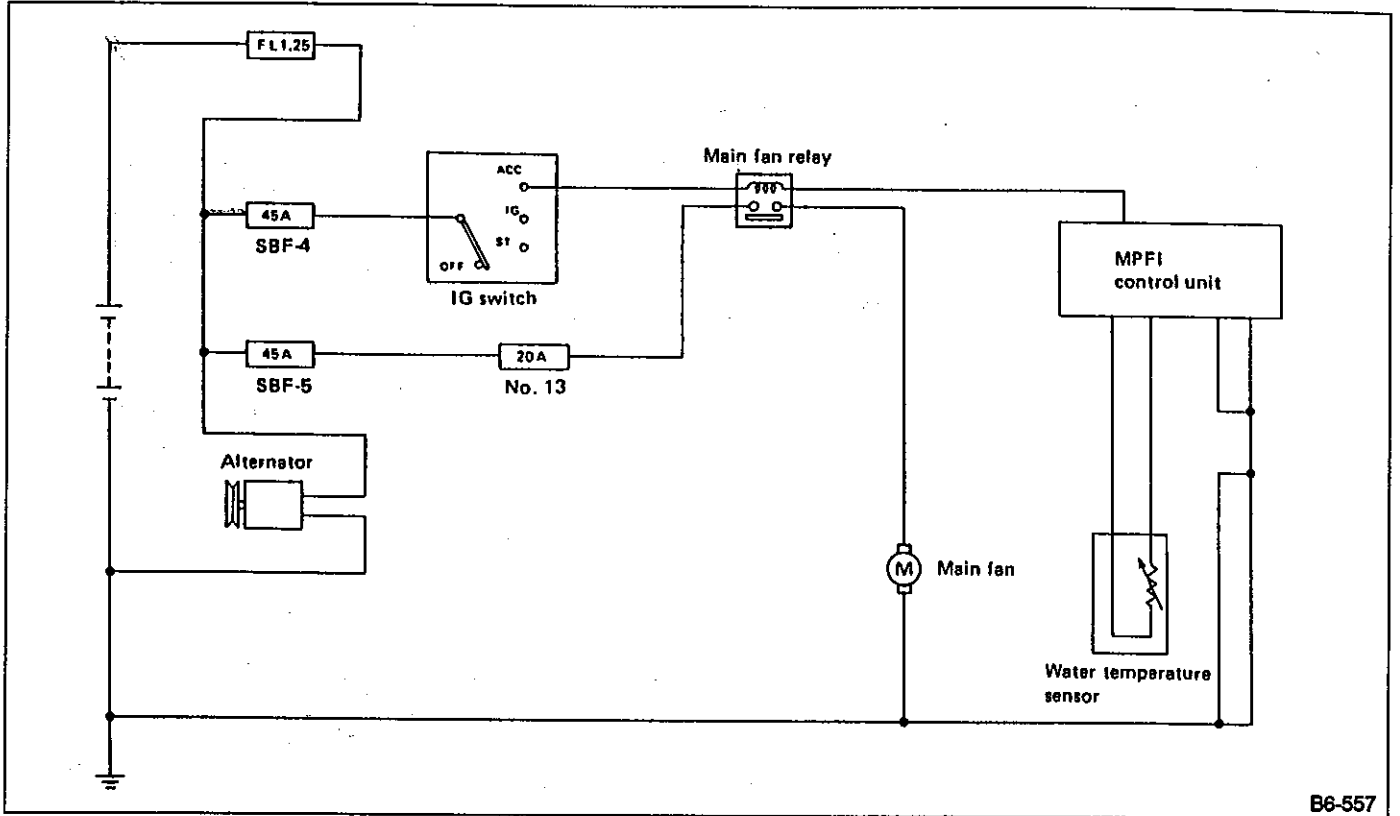 FL1.25
Main fan relay
ACC
IG
ST
OFF
45A
SBF-4
IG switch
MPFI
control unit
45A
SBF-5
20A
No. 13
Alternator
M
Main fan
Water temperature
sensor
B6-557